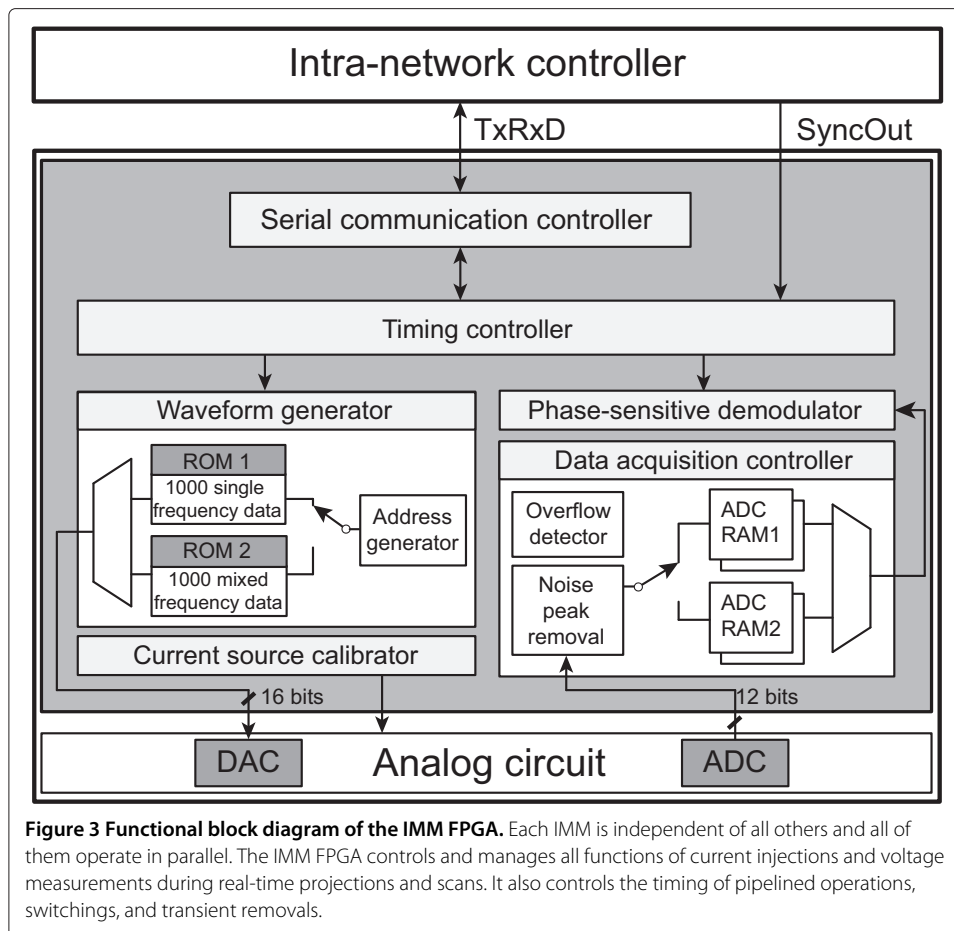 Intra-network controller
TxRxD
SyncOut
Serial communication controller
Timing controller
Waveform generator
ROM 1
1000 single
frequency data
ROM 2
1000 mixed
frequency data
Address
generator
Current source calibrator
16 bits
Phase-sensitive demodulator
Data acquisition controller
Overflow
detector
Noise
peak
removal
ADC
RAM1
ADC
RAM2
12 bits
DAC
Analog circuit
ADC
Figure 3 Functional block diagram of the IMM FPGA. Each IMM is independent of all others and all of
them operate in parallel. The IMM FPGA controls and manages all functions of current injections and voltage
measurements during real-time projections and scans. It also controls the timing of pipelined operations,
switchings, and transient removals.